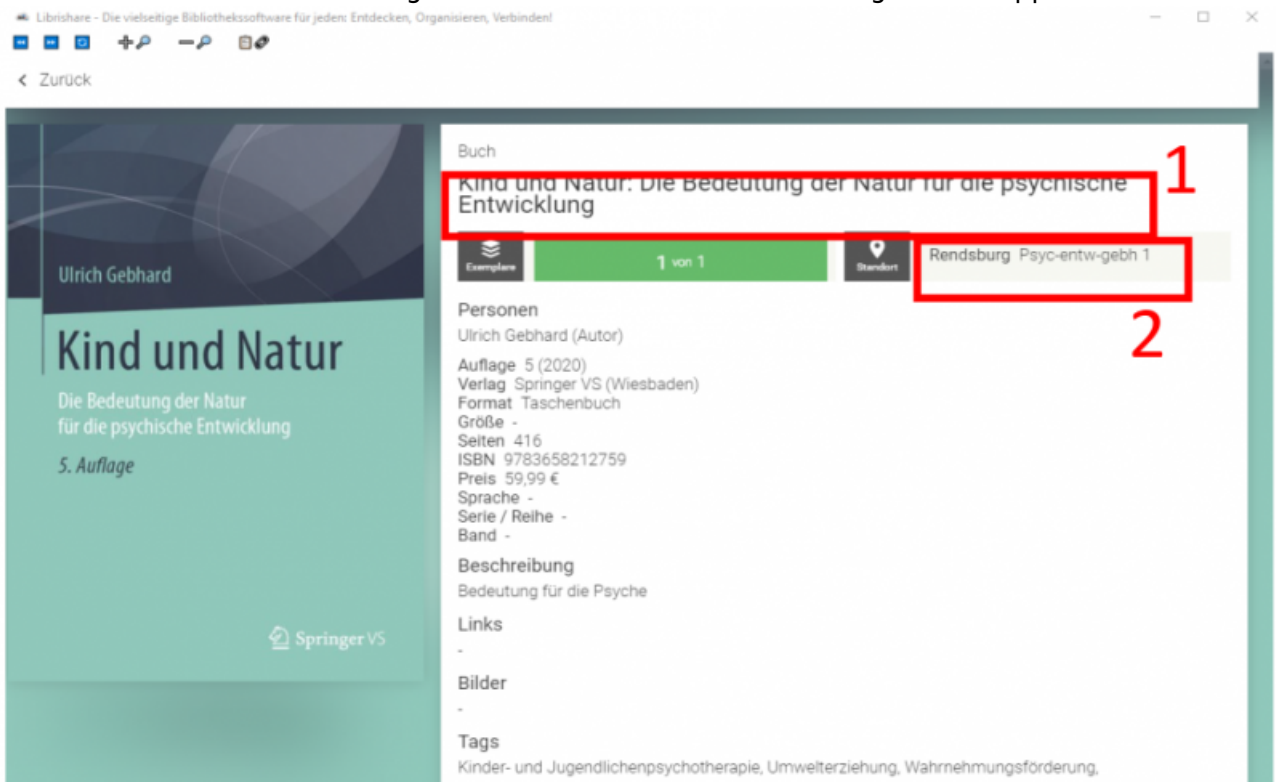 Librishare - Die vielseitige Bibliothekssoftware für jeden: Entdecken, Organisieren, Verbinden!
Zurück
Ulrich Gebhard
Kind und Natur
Die Bedeutung der Natur
für die psychische Entwicklung
5. Auflage
Springer VS
Buch
1
Kind und Natur: Die Bedeutung der Natur für die psychische
Entwicklung
Exemplare
1 von 1
Standort
Rendsburg Psyc-entw-gebh 1
2
Personen
Ulrich Gebhard (Autor)
Auflage 5 (2020)
Verlag Springer VS (Wiesbaden)
Format Taschenbuch
Größe -
Seiten 416
ISBN 9783658212759
Preis 59,99 €
Sprache -
Serie / Reihe -
Band -
Beschreibung
Bedeutung für die Psyche
Links
-
Bilder
-
Tags
Kinder- und Jugendlichenpsychotherapie, Umwelterziehung, Wahrnehmungsförderung,